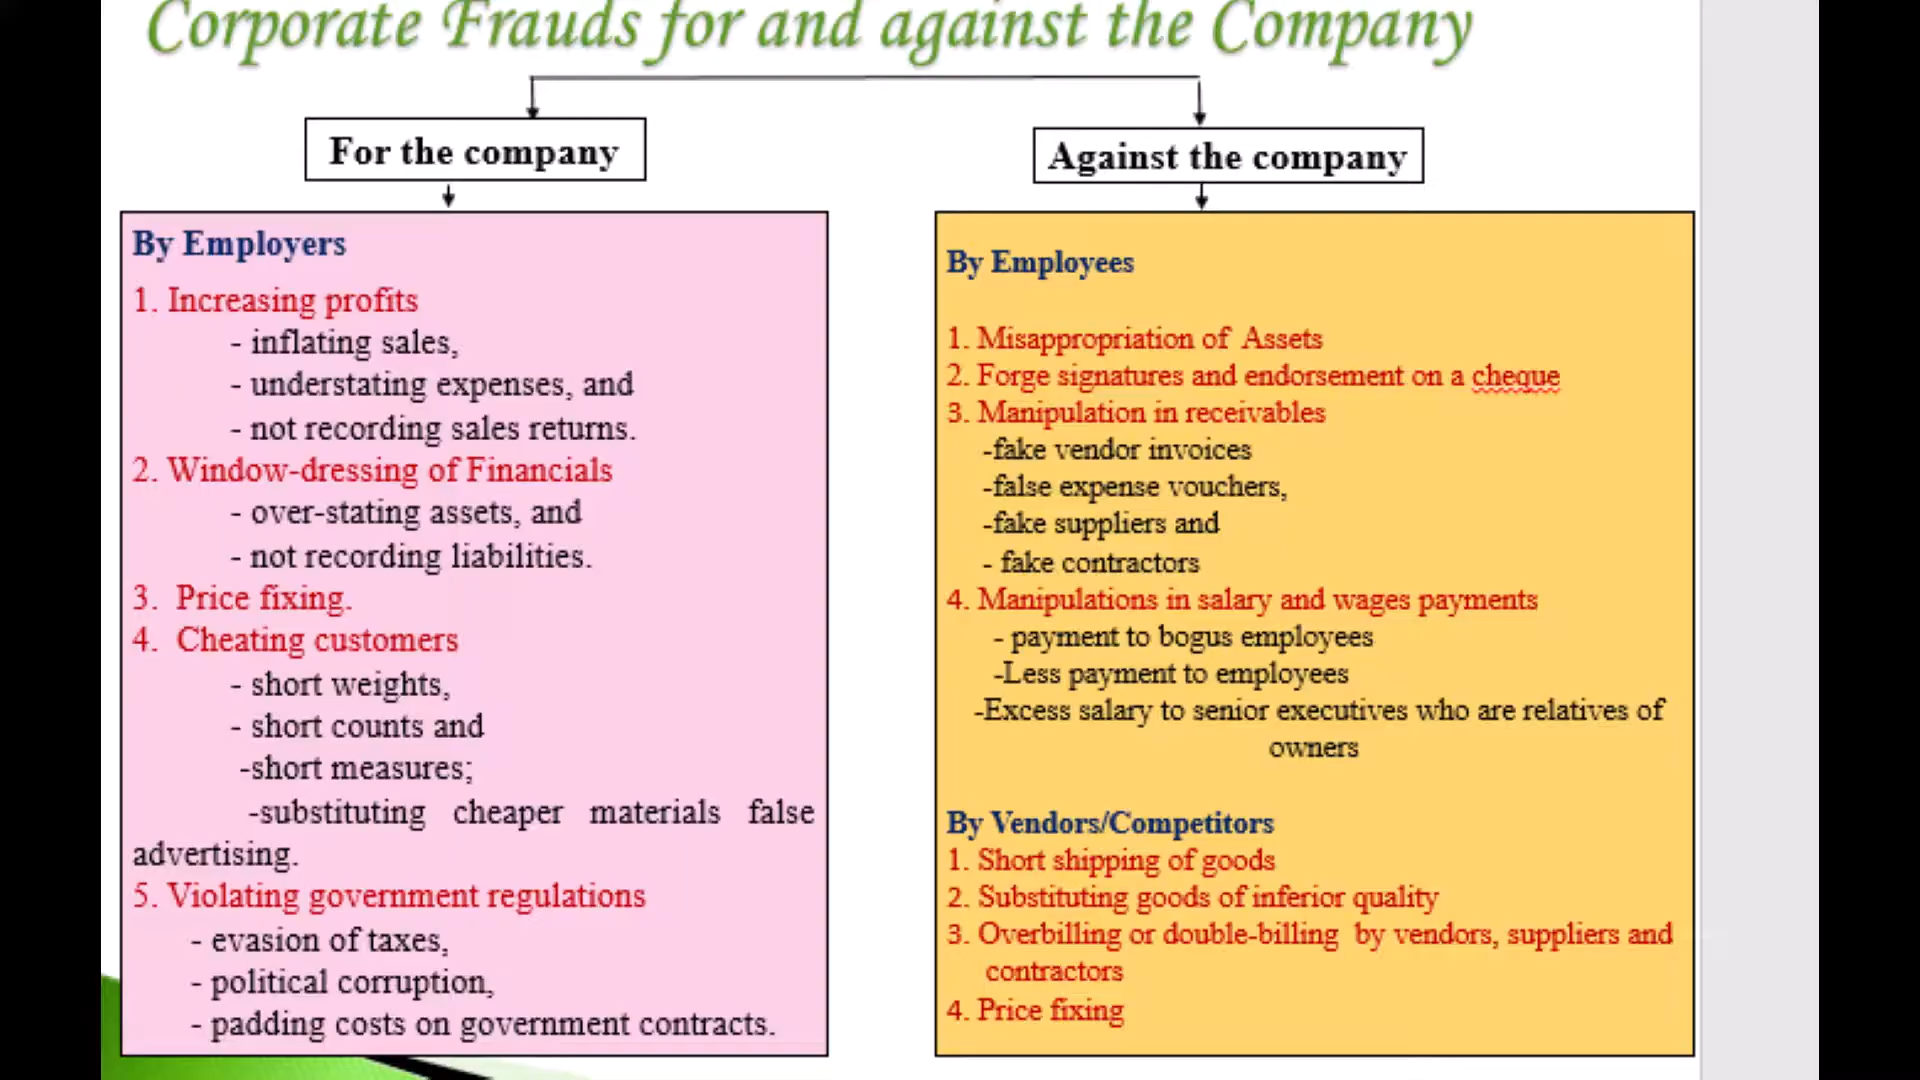 Corporate Frauds for and against the Company
For the company
By Employers
1. Increasing profits
- inflating sales,
- understating expenses, and
- not recording sales returns.
2. Window-dressing of Financials
- over-stating assets, and
- not recording liabilities.
3. Price fixing.
4. Cheating customers
- short weights,
- short counts and
-short measures;
-substituting cheaper materials false
advertising.
5. Violating government regulations
- evasion of taxes,
- political corruption,
- padding costs on government contracts.
Against the company
By Employees
1. Misappropriation of Assets
2. Forge signatures and endorsement on a cheque
3. Manipulation in receivables
-fake vendor invoices
-false expense vouchers,
-fake suppliers and
- fake contractors
4. Manipulations in salary and wages payments
- payment to bogus employees
-Less payment to employees
-Excess salary to senior executives who are relatives of
owners
By Vendors/Competitors
1. Short shipping of goods
2. Substituting goods of inferior quality
3. Overbilling or double-billing by vendors, suppliers and
contractors
4. Price fixing